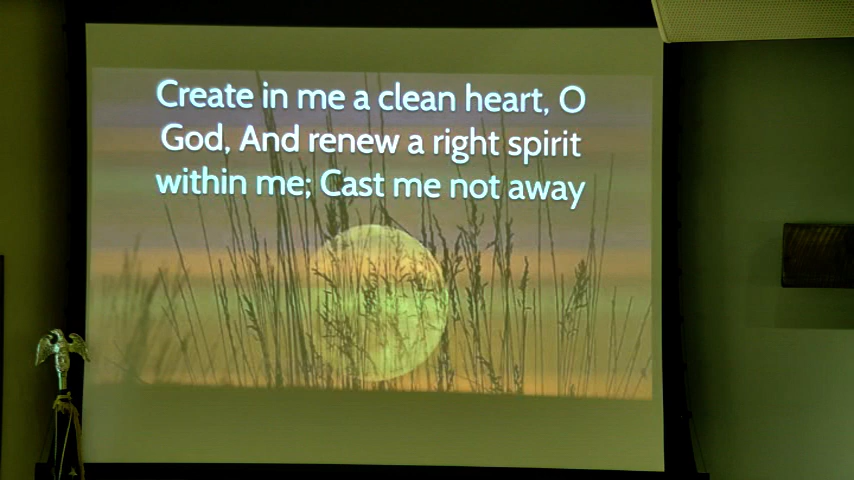 Create in me a clean heart, O
God, And renew a right spirit
within me; Cast me not away